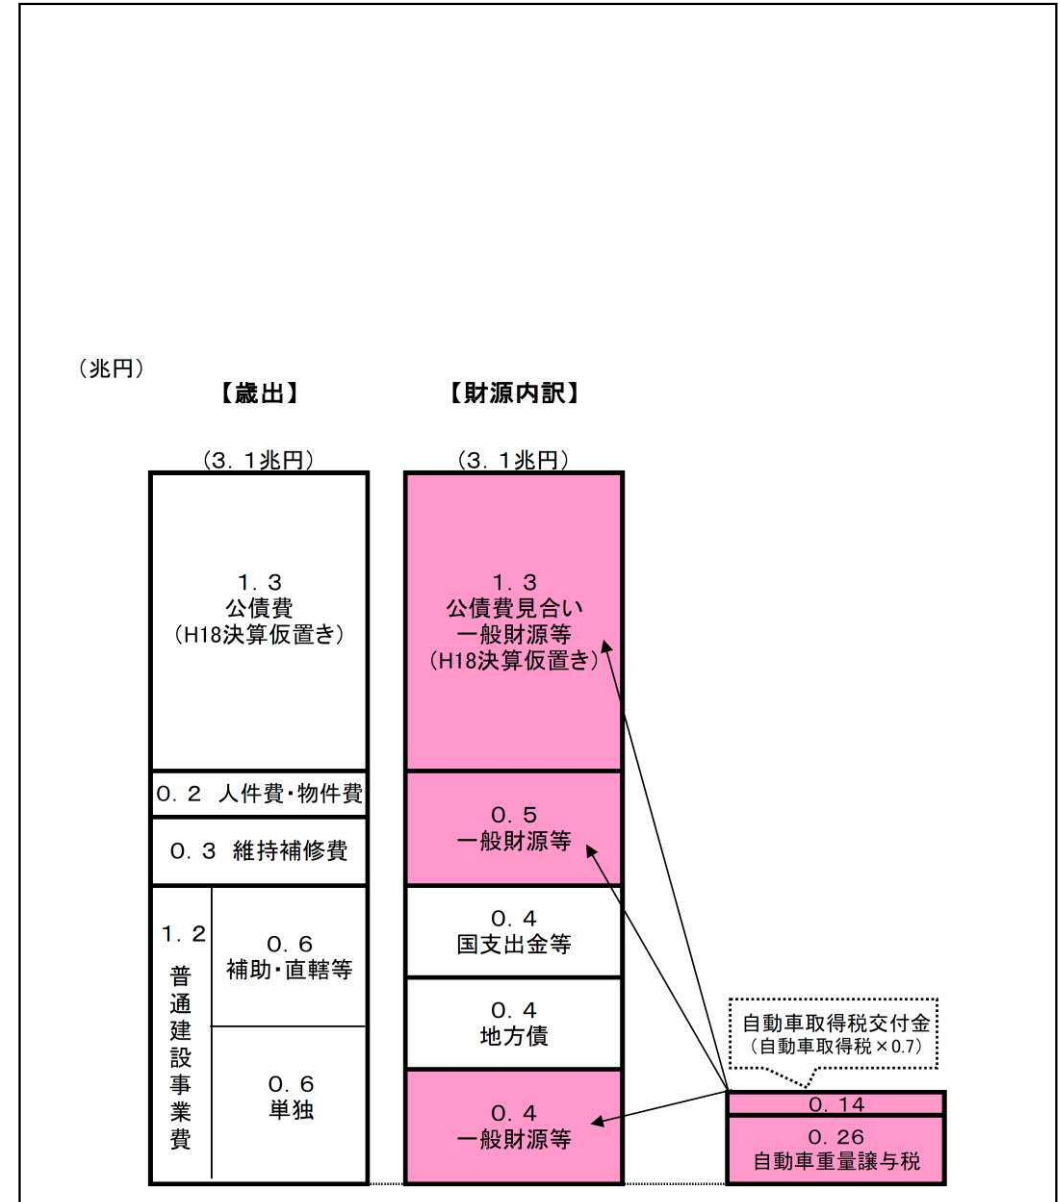 （兆円）
【歳出】
【財源内訳】
（３．１兆円）
（３．１兆円）
１．３
公債費
（H18決算仮置き）
０．２ 人件費・物件費
０．３ 維持補修費
１．２
普通建設事業費
０．６
補助・直轄等
０．６
単独
１．３
公債費見合い
一般財源等
（H18決算仮置き）
０．５
一般財源等
０．４
国支出金等
０．４
地方債
０．４
一般財源等
自動車取得税交付金
（自動車取得税×0.7）
０．１４
０．２６
自動車重量譲与税